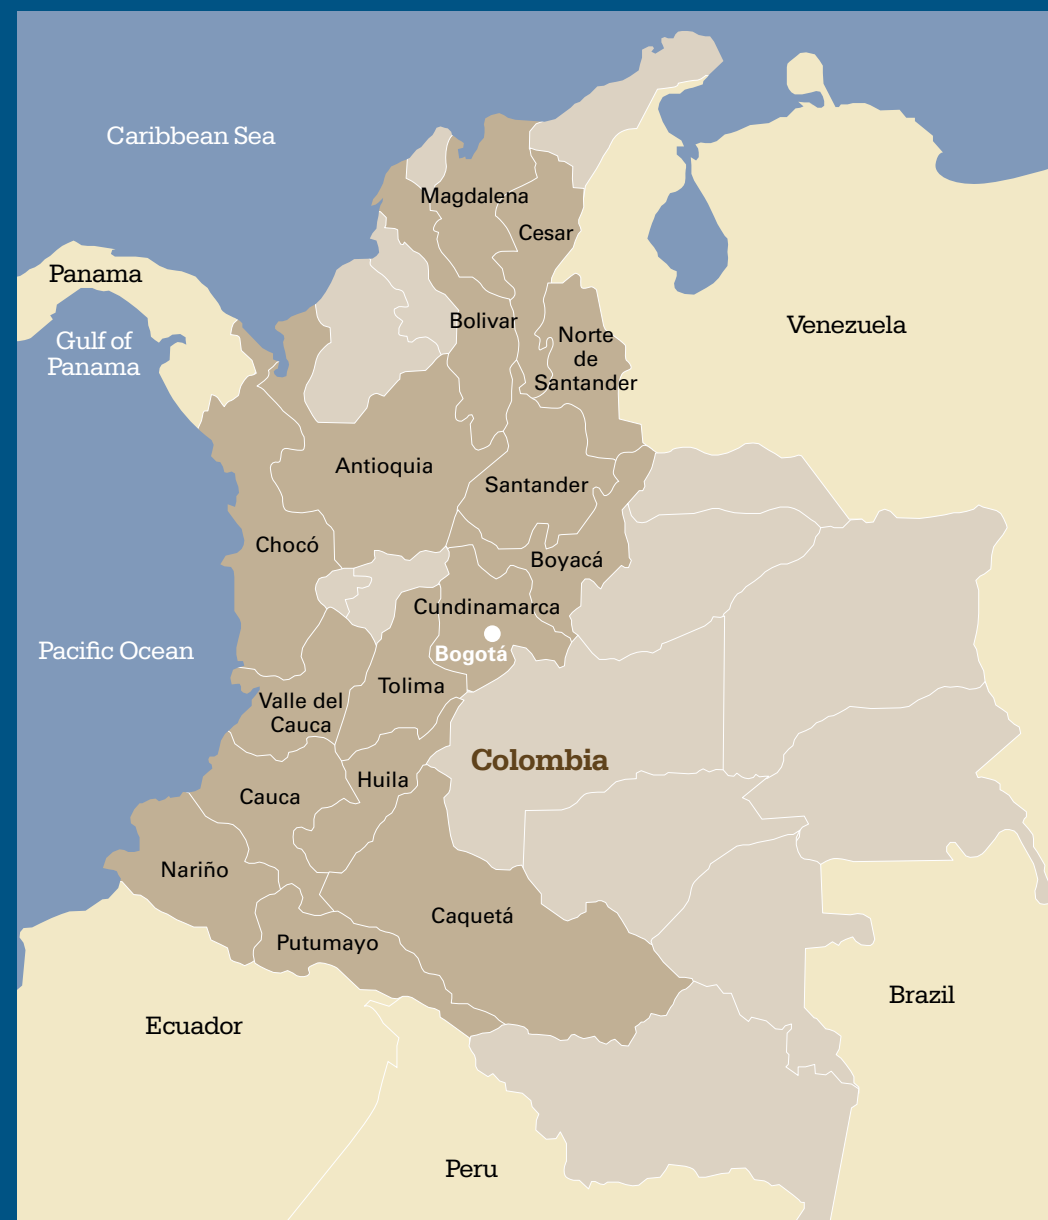 Caribbean Sea
Magdalena
Cesar
Panama
Gulf of
Panama
Bolivar
Venezuela
Norte
de
Santander
Antioquia
Santander
Chocó
Boyacá
Cundinamarca
Bogotá
Pacific Ocean
Tolima
Valle del
Cauca
Colombia
Huila
Cauca
Nariño
Caquetá
Putumayo
Brazil
Ecuador
Peru